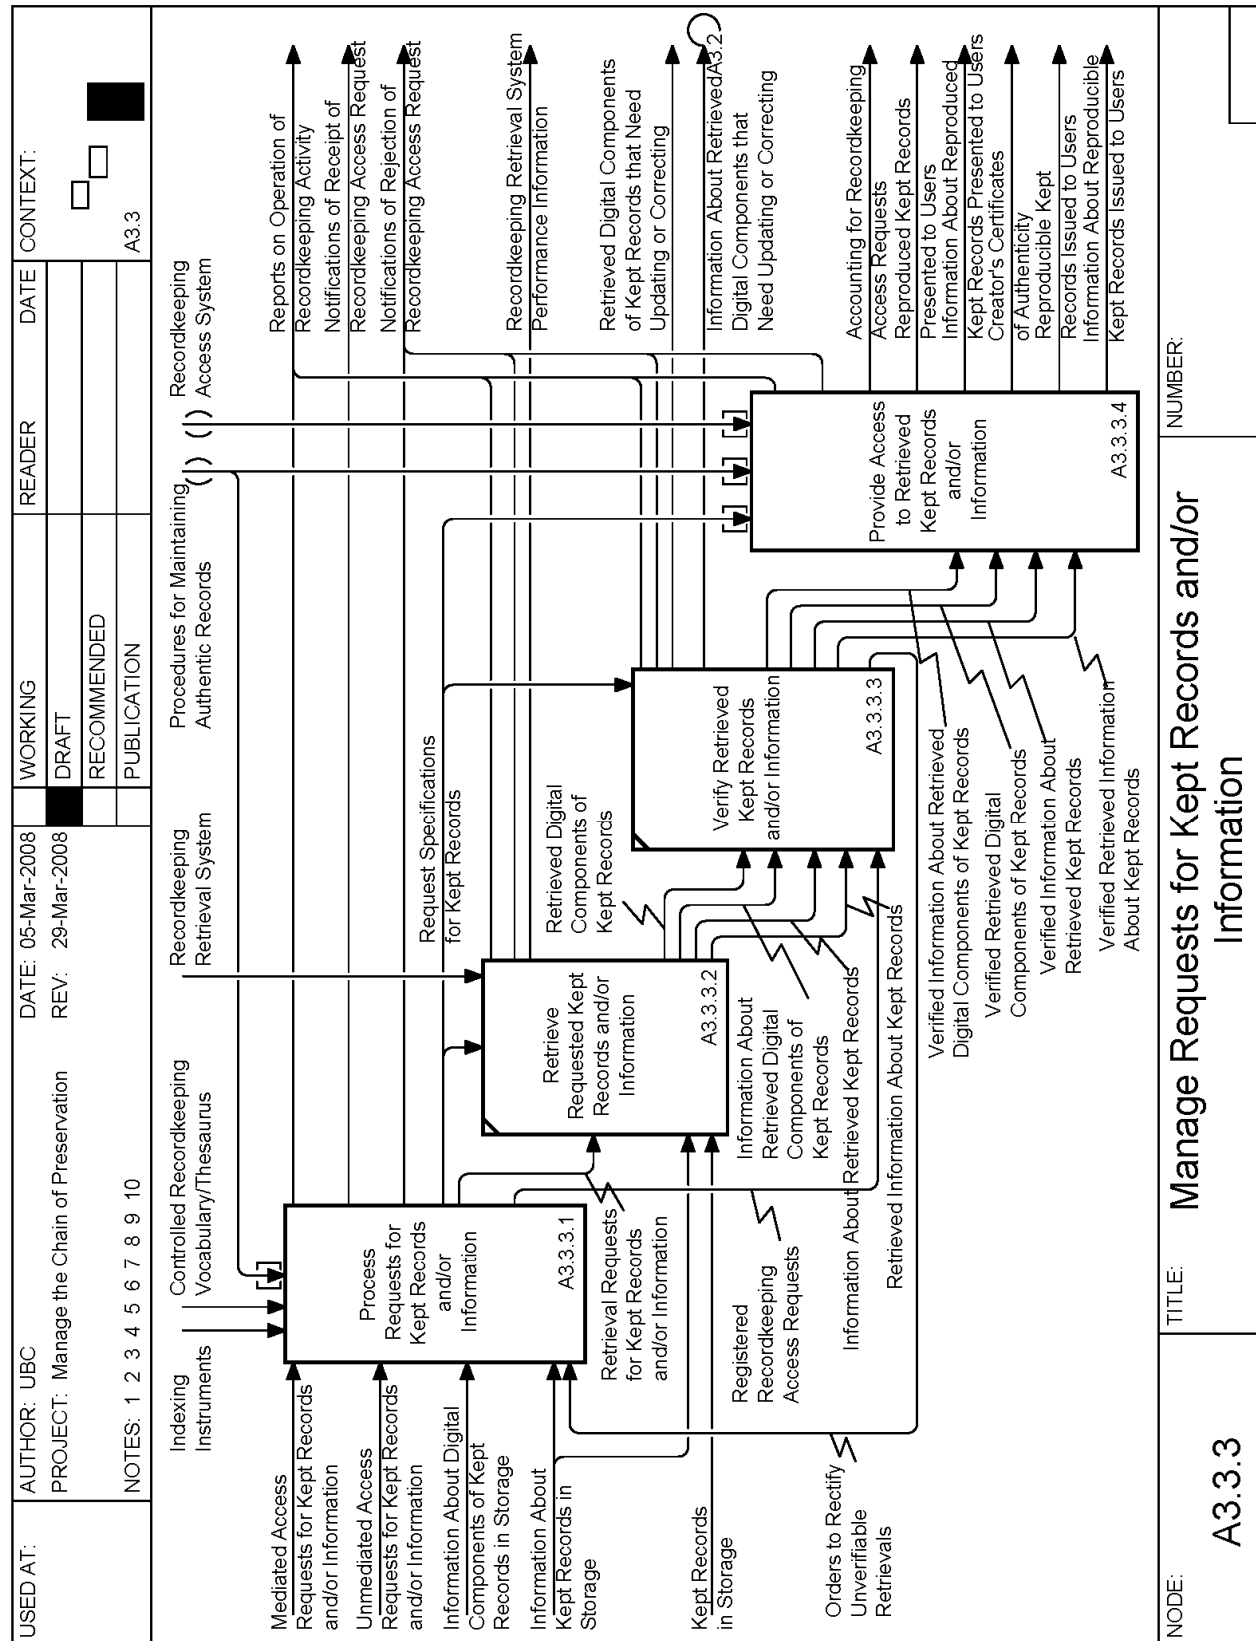 USED AT:
AUTHOR: UBC
PROJECT: Manage the Chain of Preservation
NOTES: 1 2 3 4 5 6 7 8 9 10
DATE: 05-Mar-2008
REV: 29-Mar-2008
WORKING
DRAFT
RECOMMENDED
PUBLICATION
READER
DATE
CONTEXT:
A3.3
Indexing
Instruments
Controlled Recordkeeping
Vocabulary/Thesaurus
Recordkeeping
Retrieval System
Procedures for Maintaining
Authentic Records
Recordkeeping
Access System
Mediated Access
Requests for Kept Records
and/or Information
Unmediated Access
Requests for Kept Records
and/or Information
Information About Digital
Components of Kept
Records in Storage
Information About
Kept Records in
Storage
Kept Records
in Storage
Orders to Rectify
Unverifiable
Retrievals
Process
Requests for
Kept Records
and/or
Information
A3.3.3.1
Retrieval Requests
for Kept Records
and/or Information
Registered
Recordkeeping
Access Requests
Request Specifications
for Kept Records
Retrieve
Requested Kept
Records and/or
Information
A3.3.3.2
Retrieved Digital
Components of
Kept Records
Information About
Retrieved Digital
Components of
Kept Records
Information About Retrieved Kept Records
Retrieved Information About Kept Records
Verify Retrieved
Kept Records
and/or Information
A3.3.3.3
Verified Information About Retrieved
Digital Components of Kept Records
Verified Retrieved Digital
Components of Kept Records
Verified Information About
Retrieved Kept Records
Verified Retrieved Information
About Kept Records
Provide Access
to Retrieved
Kept Records
and/or
Information
A3.3.3.4
Reports on Operation of
Recordkeeping Activity
Notifications of Receipt of
Recordkeeping Access Request
Notifications of Rejection of
Recordkeeping Access Request
Recordkeeping Retrieval System
Performance Information
Retrieved Digital Components
of Kept Records that Need
Updating or Correcting
Information About Retrieved
Digital Components that
Need Updating or Correcting
A3.2
Accounting for Recordkeeping
Access Requests
Reproduced Kept Records
Presented to Users
Information About Reproduced
Kept Records Presented to Users
Creator's Certificates
of Authenticity
Reproducible Kept
Records Issued to Users
Information About Reproducible
Kept Records Issued to Users
NODE:
A3.3.3
TITLE:
Manage Requests for Kept Records and/or
Information
NUMBER: